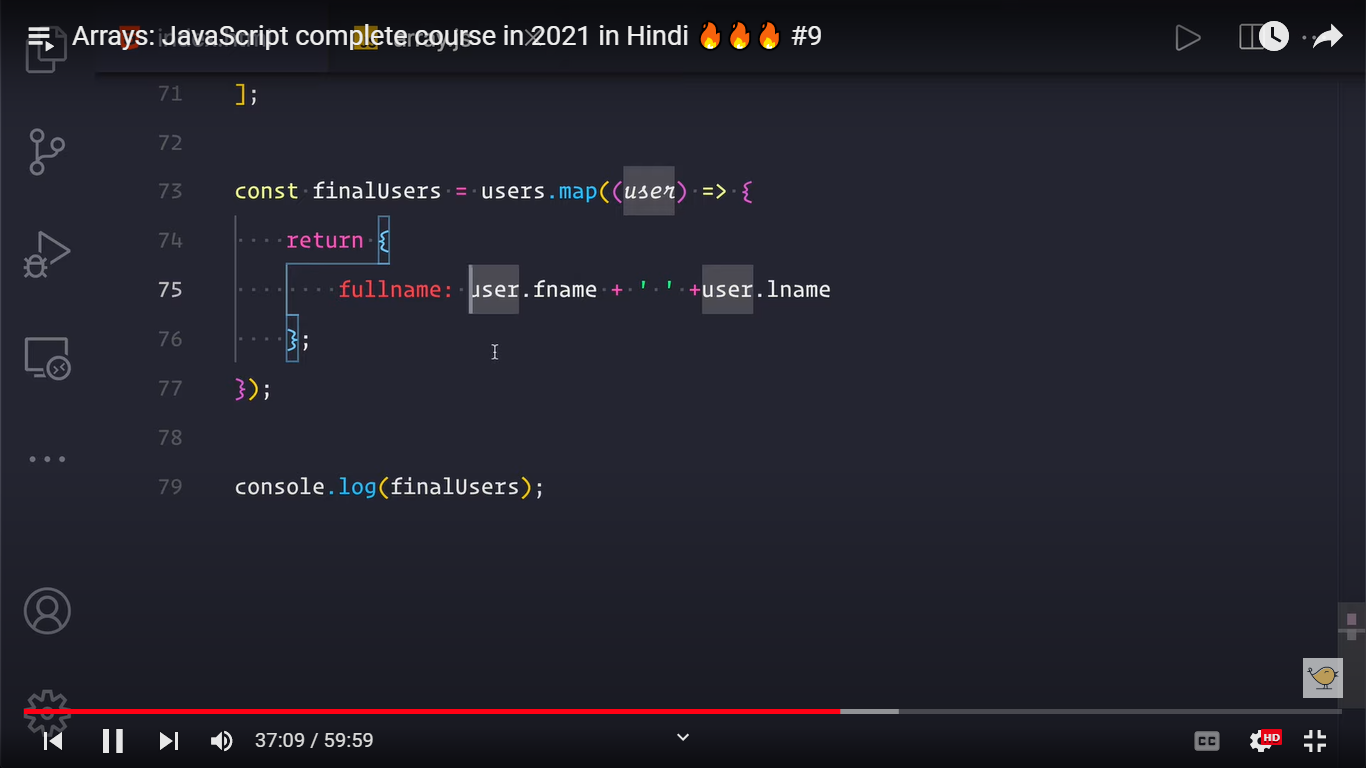 Arrays: JavaScript complete course in 2021 in Hindi 🔥🔥🔥 #9
71 ];
72
73 const finalUsers = users.map((user) => {
74 return {
75 fullname: user.fname + ' ' +user.lname
76 };
77 });
78
79 console.log(finalUsers);
37:09 / 59:59
CC
HD